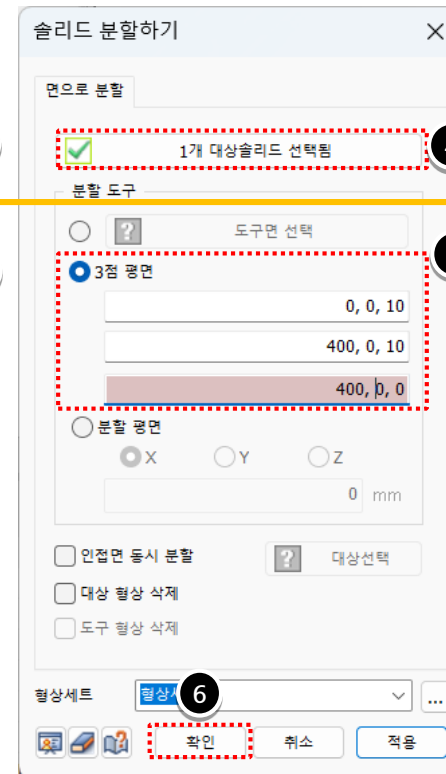 솔리드 분할하기
면으로 분할
1개 대상솔리드 선택됨
분할 도구
? 도구면 선택
3점 평면
0, 0, 10
400, 0, 10
400, 0, 0
분할 평면
X Y Z
0 mm
인접면 동시 분할
? 대상선택
대상 형상 삭제
도구 형상 삭제
형상세트 6 ...
확인 취소 적용